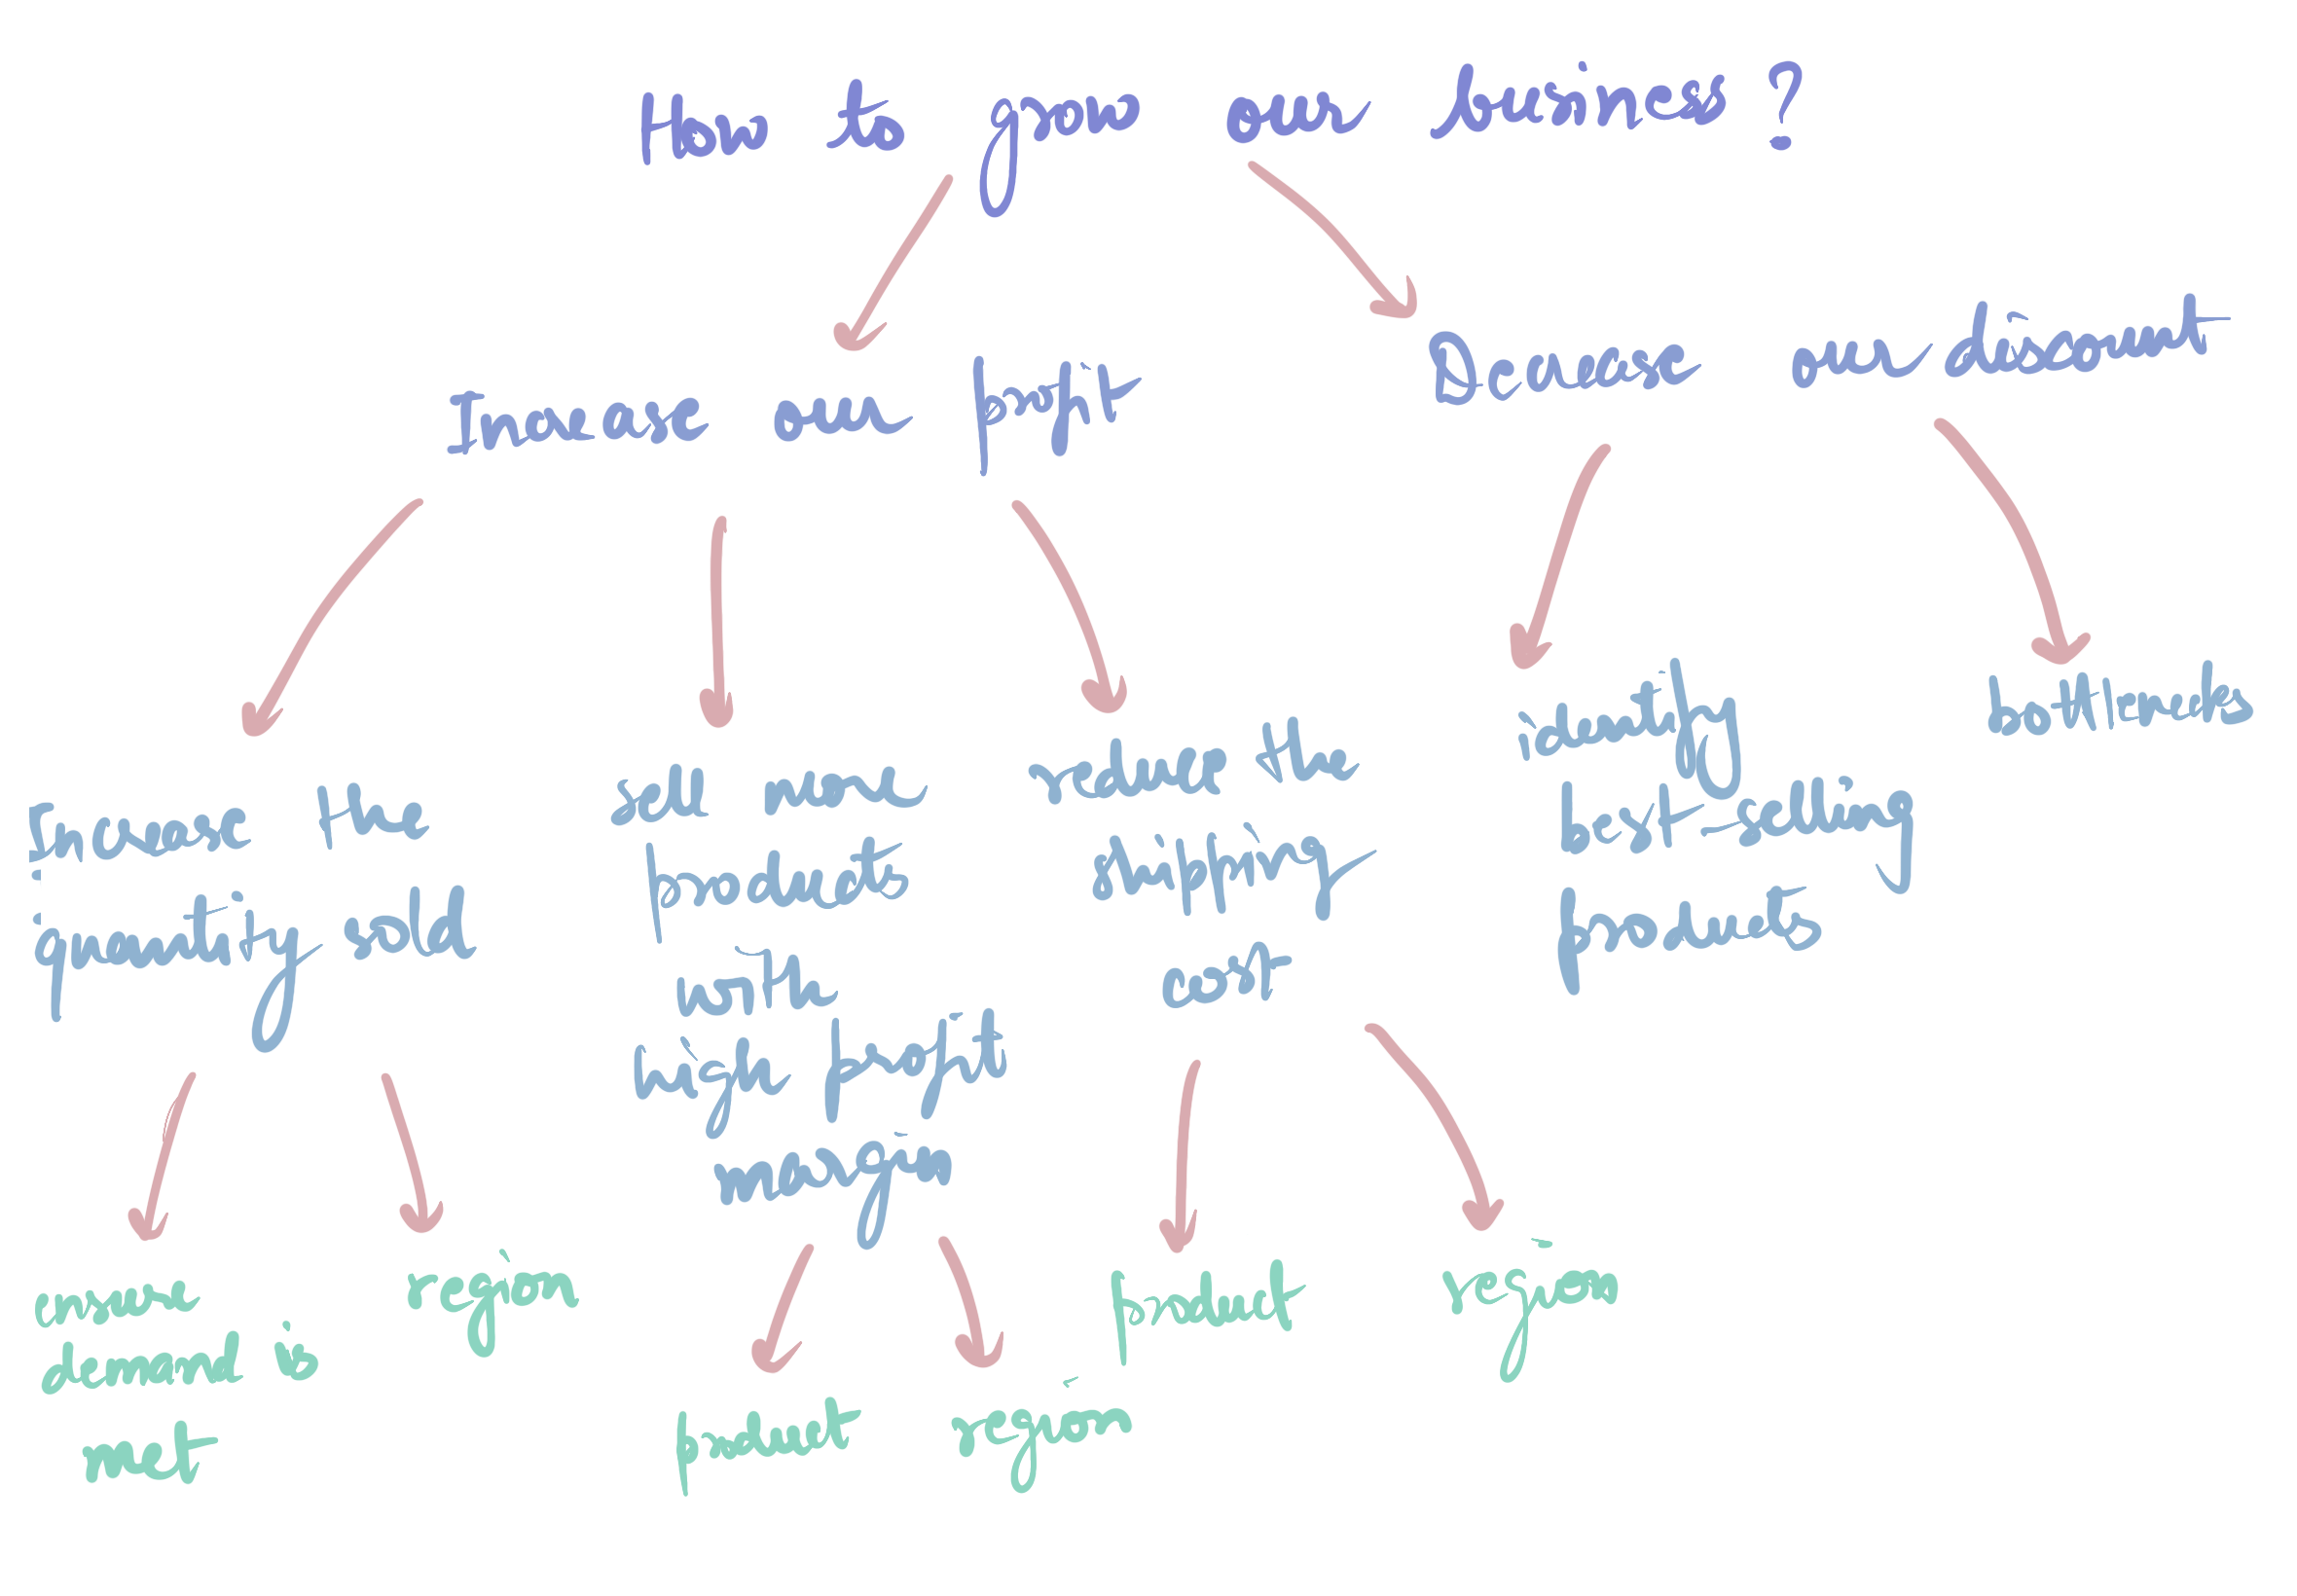 How to grow our business ?
Increase our profit
Decrease our discount
Increase the
quantity sold
sell more
products
with
high profit
margin
reduce the
shipping
cost
identify
best-selling
products
bottlenecks
ensure
demand is
met
region
product
region
product
region